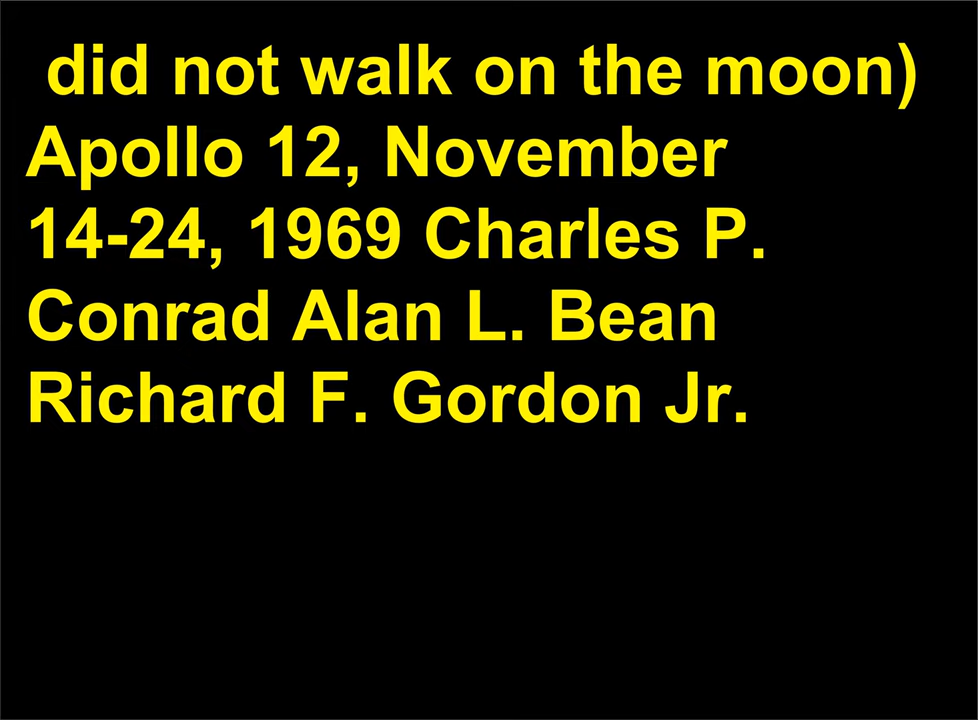 did not walk on the moon)
Apollo 12, November
14-24, 1969 Charles P.
Conrad Alan L. Bean
Richard F. Gordon Jr.